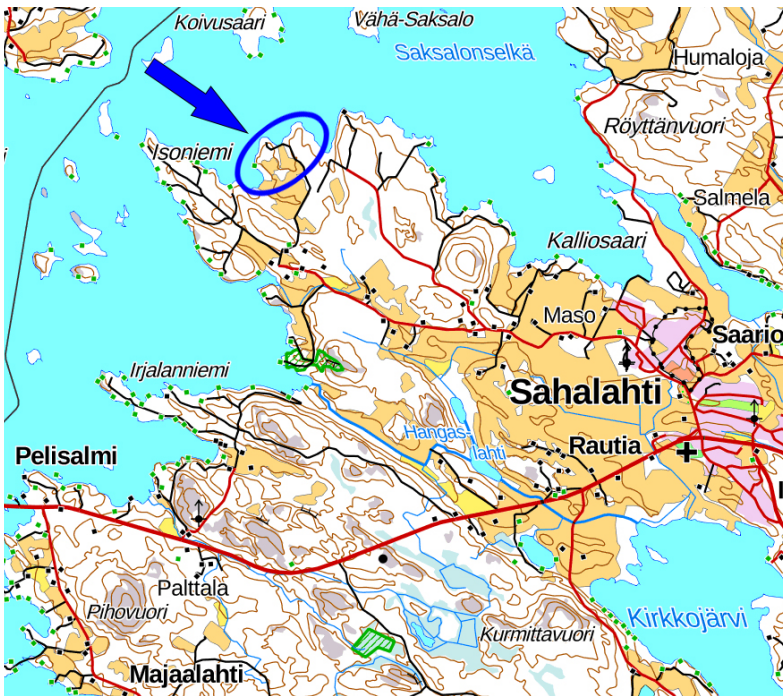 Koivusaari
Vähä-Saksalo
Saksalonselkä
Humaloja
Röyttänvuori
Isoniemi
Salmela
Kalliosaari
Maso
Saario
Irjalanniemi
Sahalahti
Hangas-
lahti
Rautia
Pelisalmi
Palttala
Pihovuori
Kirkkojärvi
Kurmittavuori
Majaalahti